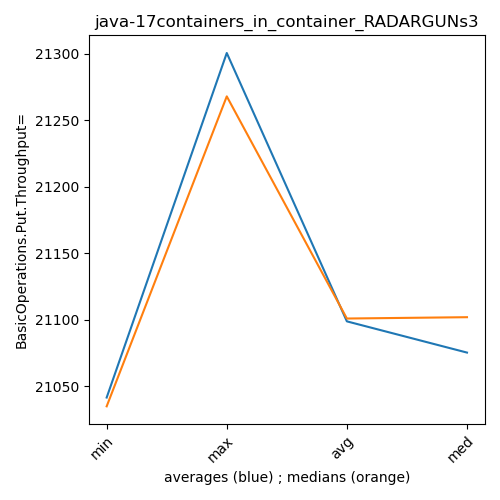 java-17containers_in_container_RADARGUNs3
BasicOperations.Put.Throughput=
21300
21250
21200
21150
21100
21050
min
max
avg
med
averages (blue) ; medians (orange)